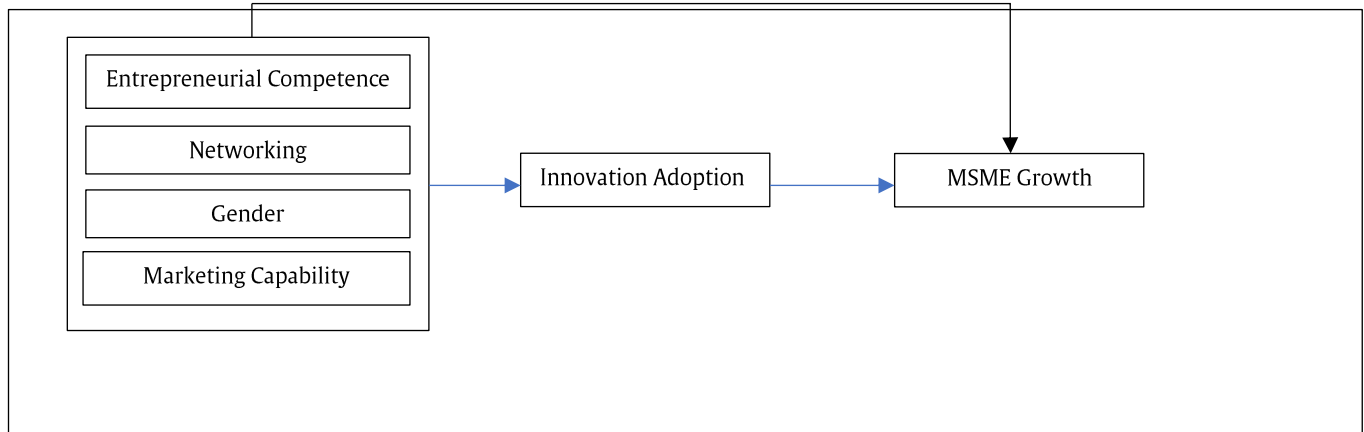 Entrepreneurial Competence
Networking
Gender
Marketing Capability
Innovation Adoption
MSME Growth